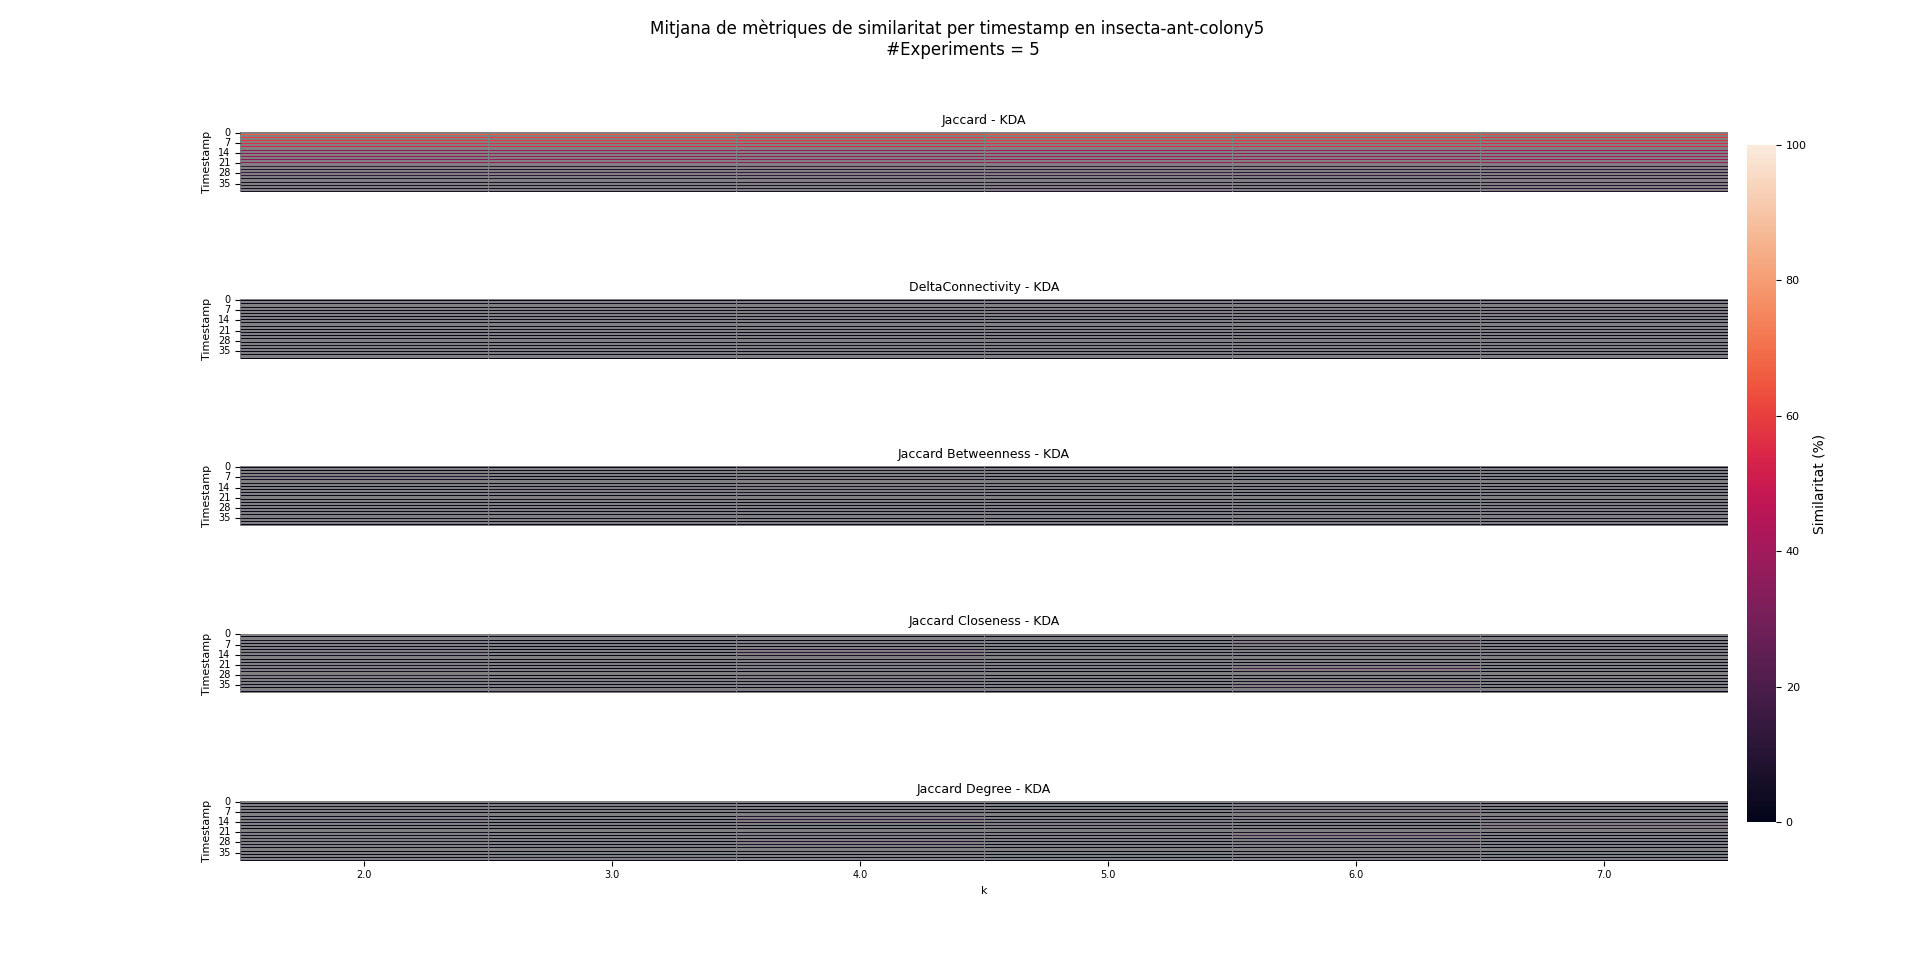 Mitjana de mètriques de similaritat per timestamp en insecta-ant-colony5
#Experiments = 5
Jaccard - KDA
Timestamp
0
7
14
21
28
35
DeltaConnectivity - KDA
Timestamp
0
7
14
21
28
35
Jaccard Betweenness - KDA
Timestamp
0
7
14
21
28
35
Jaccard Closeness - KDA
Timestamp
0
7
14
21
28
35
Jaccard Degree - KDA
Timestamp
0
7
14
21
28
35
2.0 3.0 4.0 5.0 6.0 7.0
k
100
80
60
40
20
0
Similaritat (%)